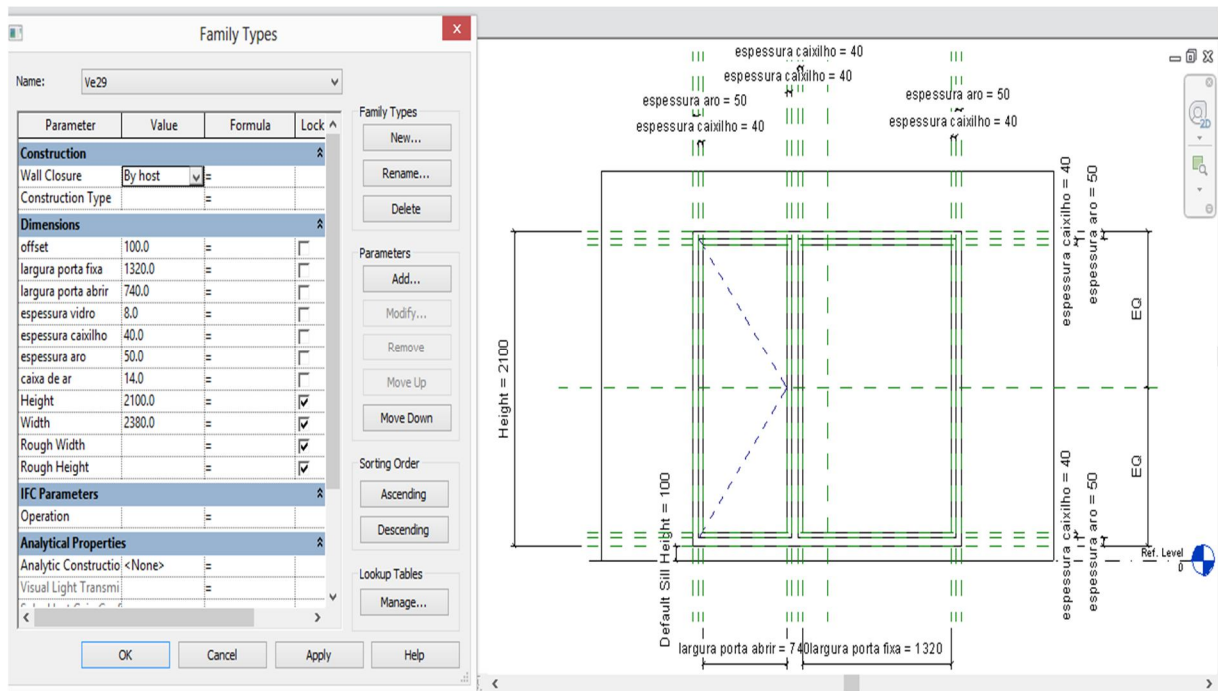 Family Types
x
Name: Ve29
Parameter Value Formula Lock
Construction
Wall Closure By host =
Construction Type =
Dimensions
offset 100.0 =
largura porta fixa 1320.0 =
largura porta abrir 740.0 =
espessura vidro 8.0 =
espessura caixilho 40.0 =
espessura aro 50.0 =
caixa de ar 14.0 =
Height 2100.0 =
Width 2380.0 =
Rough Width =
Rough Height =
IFC Parameters
Operation =
Analytical Properties
Analytic Constructio <None> =
Visual Light Transmi =
OK Cancel Apply Help
Family Types
New...
Rename...
Delete
Parameters
Add...
Modify...
Remove
Move Up
Move Down
Sorting Order
Ascending
Descending
Lookup Tables
Manage...
espessura caixilho = 40
espessura caixilho = 40
espessura aro = 50
espessura caixilho = 40
espessura aro = 50
espessura caixilho = 40
2D
Height = 2100
Default Sill Height = 100
espessura caixilho = 40
espessura aro = 50
EQ
EQ
espessura caixilho = 40
espessura aro = 50
Ref. Level
0
largura porta abrir = 740
largura porta fixa = 1320